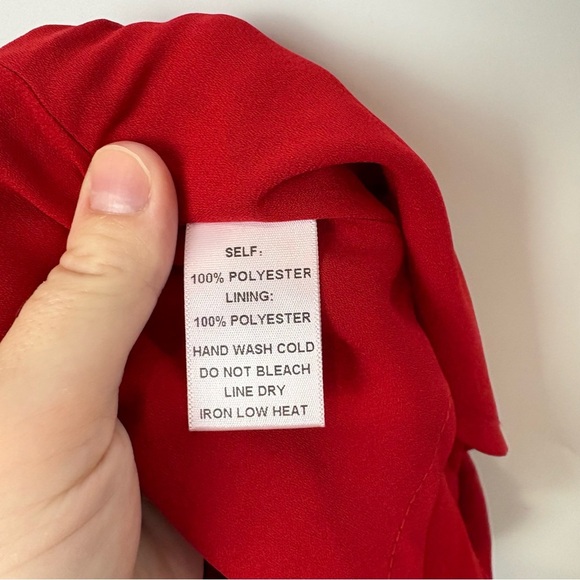 SELF:
100% POLYESTER
LINING:
100% POLYESTER
HAND WASH COLD
DO NOT BLEACH
LINE DRY
IRON LOW HEAT